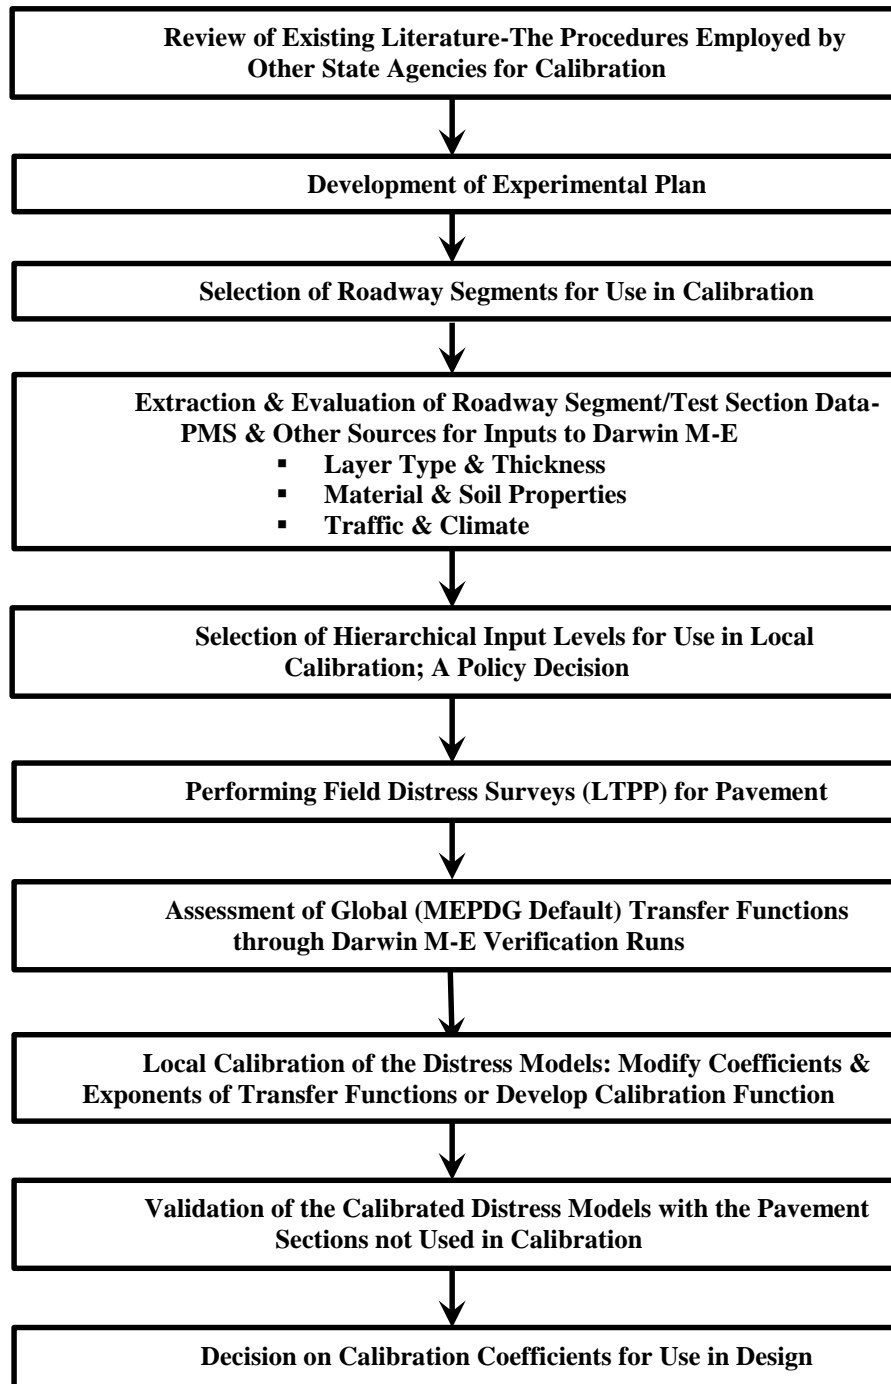 Review of Existing Literature-The Procedures Employed by
Other State Agencies for Calibration
Development of Experimental Plan
Selection of Roadway Segments for Use in Calibration
Extraction & Evaluation of Roadway Segment/Test Section Data-
PMS & Other Sources for Inputs to Darwin M-E
▪ Layer Type & Thickness
▪ Material & Soil Properties
▪ Traffic & Climate
Selection of Hierarchical Input Levels for Use in Local
Calibration; A Policy Decision
Performing Field Distress Surveys (LTPP) for Pavement
Assessment of Global (MEPDG Default) Transfer Functions
through Darwin M-E Verification Runs
Local Calibration of the Distress Models: Modify Coefficients &
Exponents of Transfer Functions or Develop Calibration Function
Validation of the Calibrated Distress Models with the Pavement
Sections not Used in Calibration
Decision on Calibration Coefficients for Use in Design